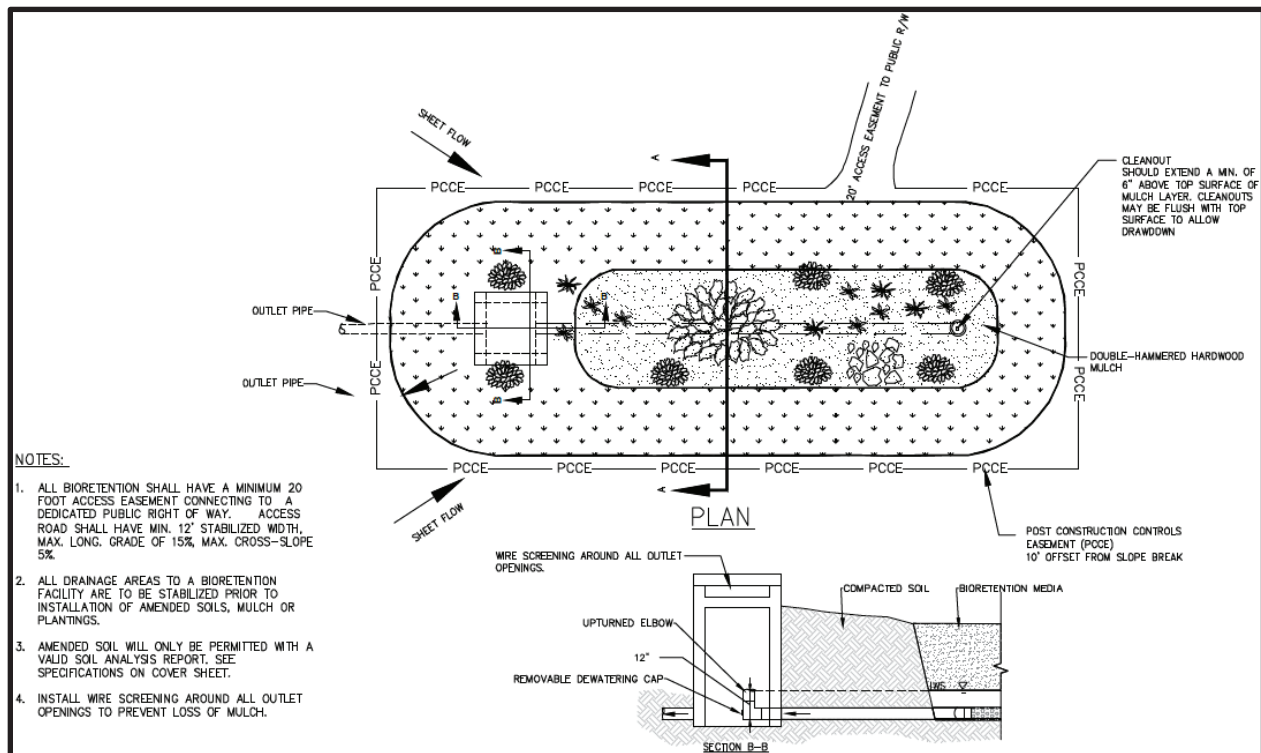 SHEET FLOW
PCCE PCCE PCCE PCCE PCCE
20' ACCESS EASEMENT TO PUBLIC R/W
A
CLEANOUT
SHOULD EXTEND A MIN. OF
6" ABOVE TOP SURFACE OF
MULCH LAYER. CLEANOUTS
MAY BE FLUSH WITH TOP
SURFACE TO ALLOW
DRAWDOWN
PCCE
PCCE
B
B
B
OUTLET PIPE
DOUBLE-HAMMERED HARDWOOD
MULCH
OUTLET PIPE
PCCE
PCCE
B
PCCE PCCE PCCE PCCE PCCE PCCE
A
SHEET FLOW
PLAN
POST CONSTRUCTION CONTROLS
EASEMENT (PCCE)
10' OFFSET FROM SLOPE BREAK
NOTES:
1. ALL BIORETENTION SHALL HAVE A MINIMUM 20
FOOT ACCESS EASEMENT CONNECTING TO A
DEDICATED PUBLIC RIGHT OF WAY. ACCESS
ROAD SHALL HAVE MIN. 12' STABILIZED WIDTH,
MAX. LONG. GRADE OF 15%, MAX. CROSS-SLOPE
5%.
2. ALL DRAINAGE AREAS TO A BIORETENTION
FACILITY ARE TO BE STABILIZED PRIOR TO
INSTALLATION OF AMENDED SOILS, MULCH OR
PLANTINGS.
3. AMENDED SOIL WILL ONLY BE PERMITTED WITH A
VALID SOIL ANALYSIS REPORT. SEE
SPECIFICATIONS ON COVER SHEET.
4. INSTALL WIRE SCREENING AROUND ALL OUTLET
OPENINGS TO PREVENT LOSS OF MULCH.
WIRE SCREENING AROUND ALL OUTLET
OPENINGS.
COMPACTED SOIL
BIORETENTION MEDIA
UPTURNED ELBOW
12"
REMOVABLE DEWATERING CAP
IWS
SECTION B-B